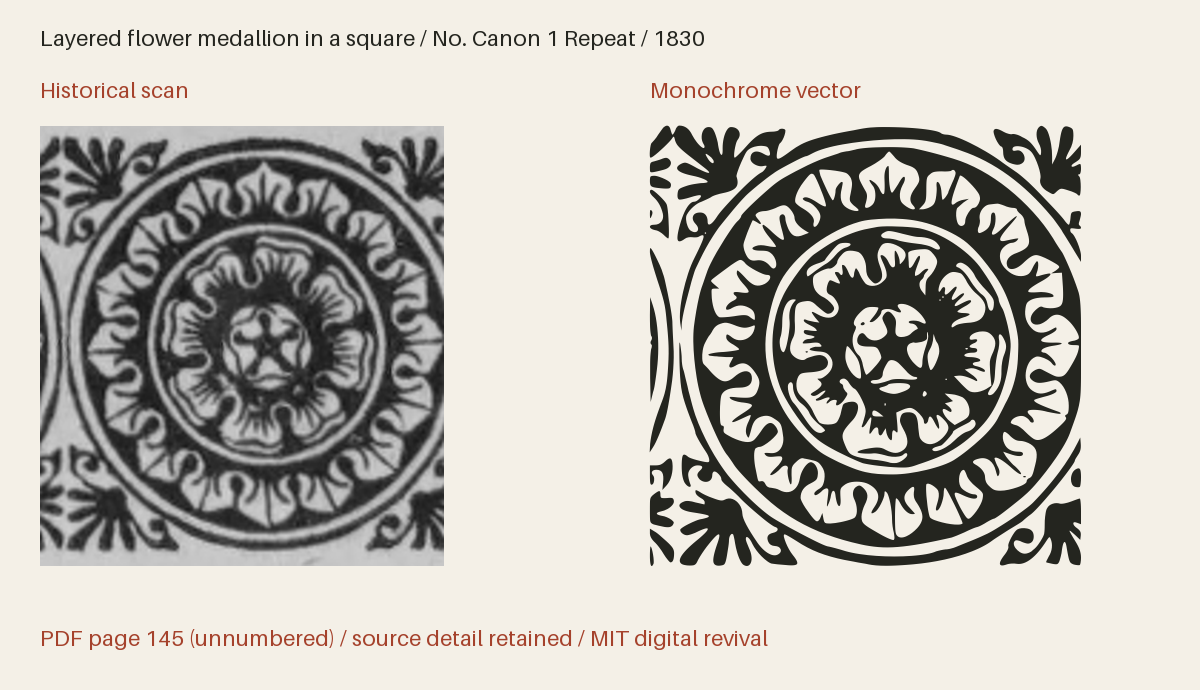 Layered flower medallion in a square / No. Canon 1 Repeat / 1830
Historical scan
Monochrome vector
PDF page 145 (unnumbered) / source detail retained / MIT digital revival